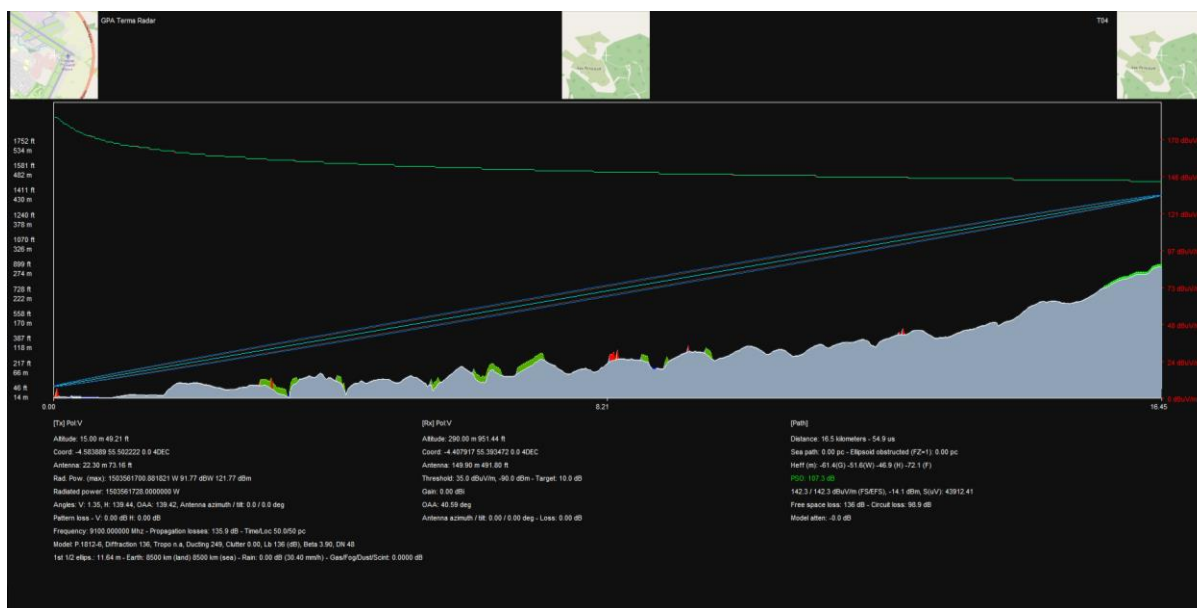 GPA Terma Radar
T04
1752 ft
534 m
1581 ft
482 m
1411 ft
430 m
1240 ft
378 m
1070 ft
326 m
899 ft
274 m
728 ft
222 m
558 ft
170 m
387 ft
118 m
217 ft
66 m
46 ft
14 m
170 dBuV/m
146 dBuV/m
121 dBuV/m
97 dBuV/m
73 dBuV/m
49 dBuV/m
24 dBuV/m
0 dBuV/m
0.00
8.21
16.45
[Tx] Pol:V
Altitude: 15.00 m 49.21 ft
Coord: -4.583889 55.502222 0.0 4DEC
Antenna: 22.30 m 73.16 ft
Rad. Pow. (max): 1503561700.881821 W 91.77 dBW 121.77 dBm
Radiated power: 1503561728.0000000 W
Angles: V: 1.35, H: 139.44, OAA: 139.42, Antenna azimuth / tilt: 0.0 / 0.0 deg
Pattern loss - V: 0.00 dB H: 0.00 dB
Frequency: 9100.000000 Mhz - Propagation losses: 135.9 dB - Time/Loc 50.0/50 pc
Model: P.1812-6, Diffraction 136, Tropo n.a, Ducting 249, Clutter 0.00, Lb 136 (dB), Beta 3.90, DN 48
1st 1/2 ellips.: 11.64 m - Earth: 8500 km (land) 8500 km (sea) - Rain: 0.00 dB (30.40 mm/h) - Gas/Fog/Dust/Scint: 0.0000 dB
[Rx] Pol:V
Altitude: 290.00 m 951.44 ft
Coord: -4.407917 55.393472 0.0 4DEC
Antenna: 149.90 m 491.80 ft
Threshold: 35.0 dBuV/m, -90.0 dBm - Target: 10.0 dB
Gain: 0.00 dBi
OAA: 40.59 deg
Antenna azimuth / tilt: 0.00 / 0.00 deg - Loss: 0.00 dB
[Path]
Distance: 16.5 kilometers - 54.9 us
Sea path: 0.00 pc - Ellipsoid obstructed (FZ=1): 0.00 pc
Heff (m): -61.4(G) -51.6(W) -46.9 (H) -72.1 (F)
PSO: 107.3 dB
142.3 / 142.3 dBuV/m (FS/EFS), -14.1 dBm, S(uV): 43912.41
Free space loss: 136 dB - Circuit loss: 98.9 dB
Model atten: -0.0 dB